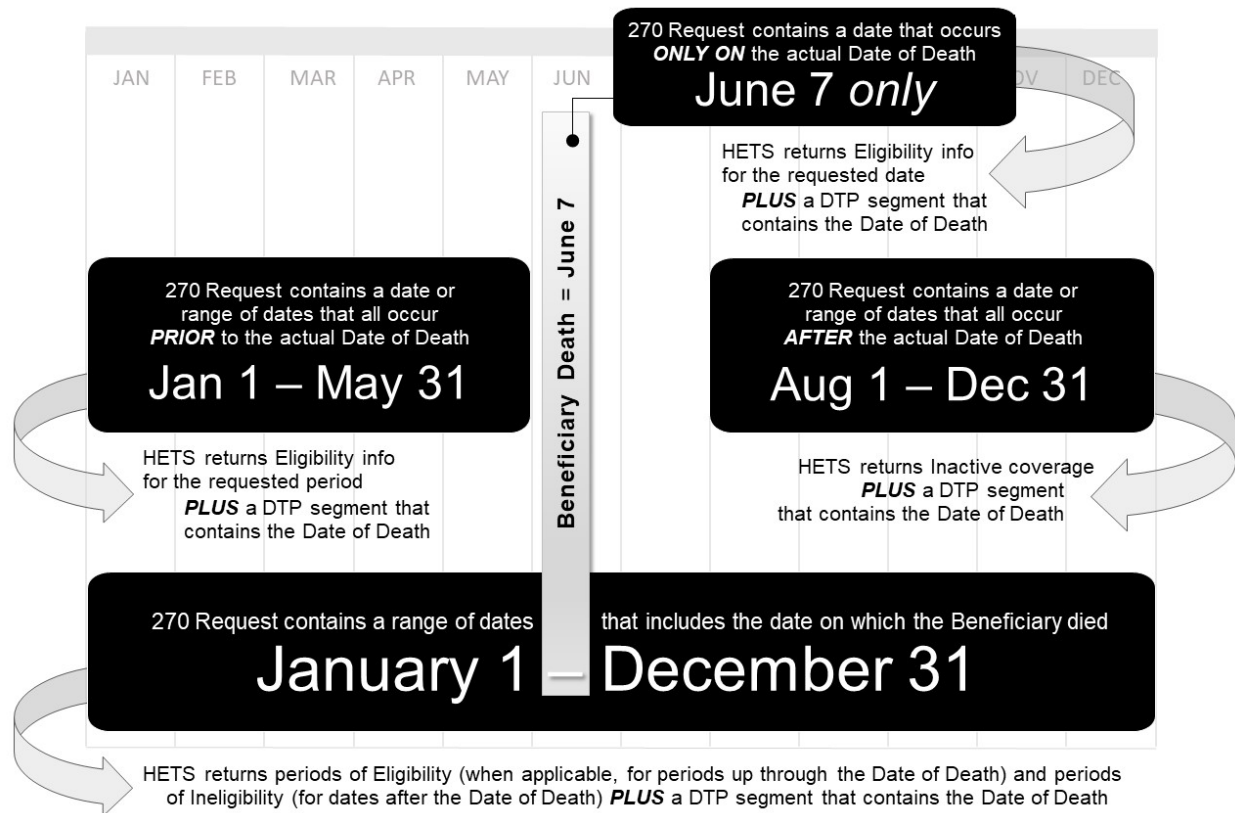 270 Request contains a date that occurs
ONLY ON the actual Date of Death
June 7 only
JAN FEB MAR APR MAY JUN OV DEC
HETS returns Eligibility info
for the requested date
PLUS a DTP segment that
contains the Date of Death
Beneficiary Death = June 7
270 Request contains a date or
range of dates that all occur
PRIOR to the actual Date of Death
Jan 1 – May 31
HETS returns Eligibility info
for the requested period
PLUS a DTP segment that
contains the Date of Death
270 Request contains a date or
range of dates that all occur
AFTER the actual Date of Death
Aug 1 – Dec 31
HETS returns Inactive coverage
PLUS a DTP segment
that contains the Date of Death
270 Request contains a range of dates that includes the date on which the Beneficiary died
January 1 – December 31
HETS returns periods of Eligibility (when applicable, for periods up through the Date of Death) and periods
of Ineligibility (for dates after the Date of Death) PLUS a DTP segment that contains the Date of Death